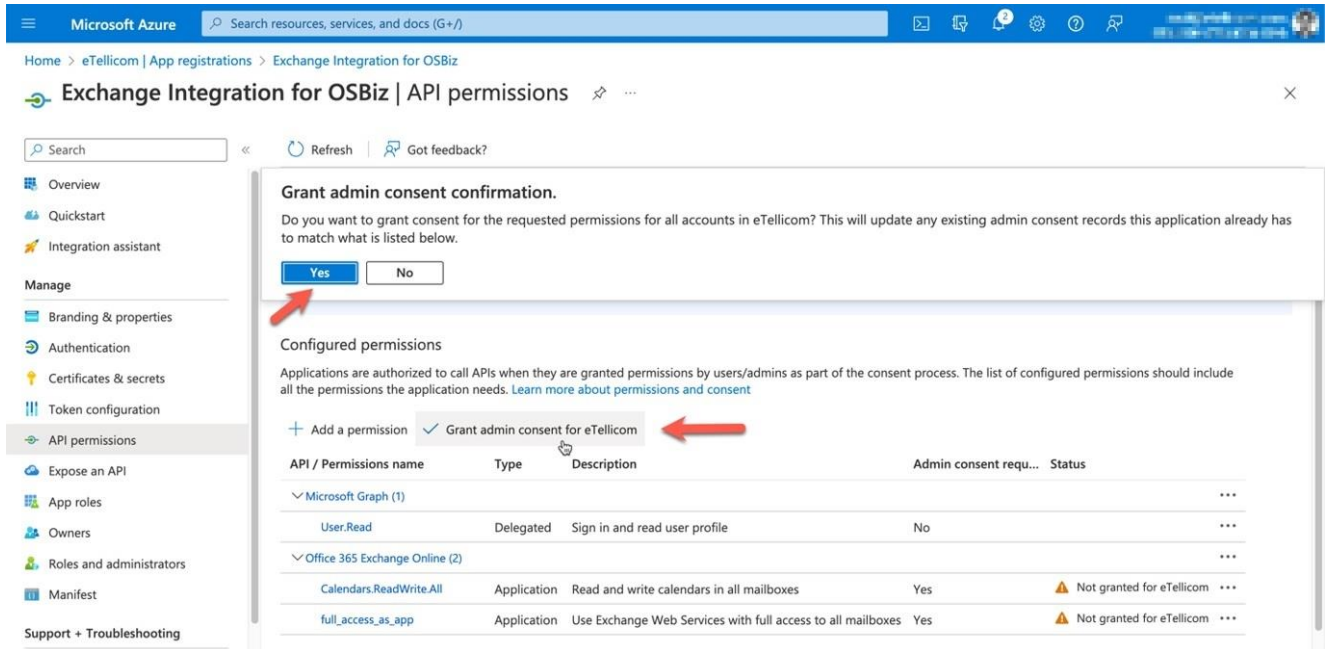 Microsoft Azure
Search resources, services, and docs (G+/)
2
Home > eTellicom | App registrations > Exchange Integration for OSBiz
Exchange Integration for OSBiz | API permissions
Search
Refresh
Got feedback?
Overview
Quickstart
Integration assistant
Manage
Branding & properties
Authentication
Certificates & secrets
Token configuration
API permissions
Expose an API
App roles
Owners
Roles and administrators
Manifest
Support + Troubleshooting
Grant admin consent confirmation.
Do you want to grant consent for the requested permissions for all accounts in eTellicom? This will update any existing admin consent records this application already has
to match what is listed below.
Yes No
Configured permissions
Applications are authorized to call APIs when they are granted permissions by users/admins as part of the consent process. The list of configured permissions should include
all the permissions the application needs. Learn more about permissions and consent
Add a permission Grant admin consent for eTellicom
API / Permissions name Type Description Admin consent requ... Status
Microsoft Graph (1)
User.Read Delegated Sign in and read user profile No
Office 365 Exchange Online (2)
Calendars.ReadWrite.All Application Read and write calendars in all mailboxes Yes Not granted for eTellicom
full_access_as_app Application Use Exchange Web Services with full access to all mailboxes Yes Not granted for eTellicom